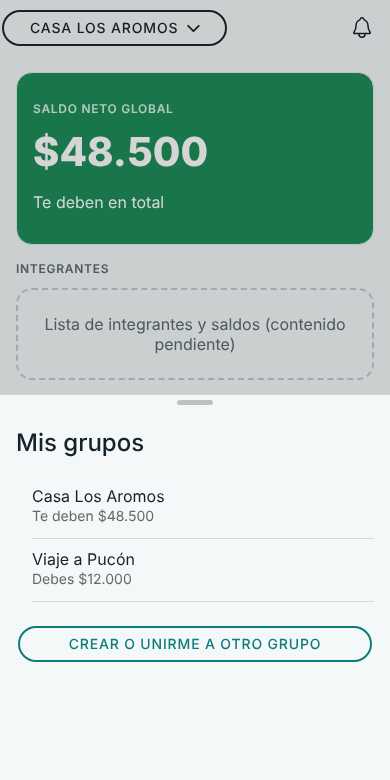 CASA LOS AROMOS
SALDO NETO GLOBAL
$48.500
Te deben en total
INTEGRANTES
Lista de integrantes y saldos (contenido
pendiente)
Mis grupos
Casa Los Aromos
Te deben $48.500
Viaje a Pucón
Debes $12.000
CREAR O UNIRME A OTRO GRUPO